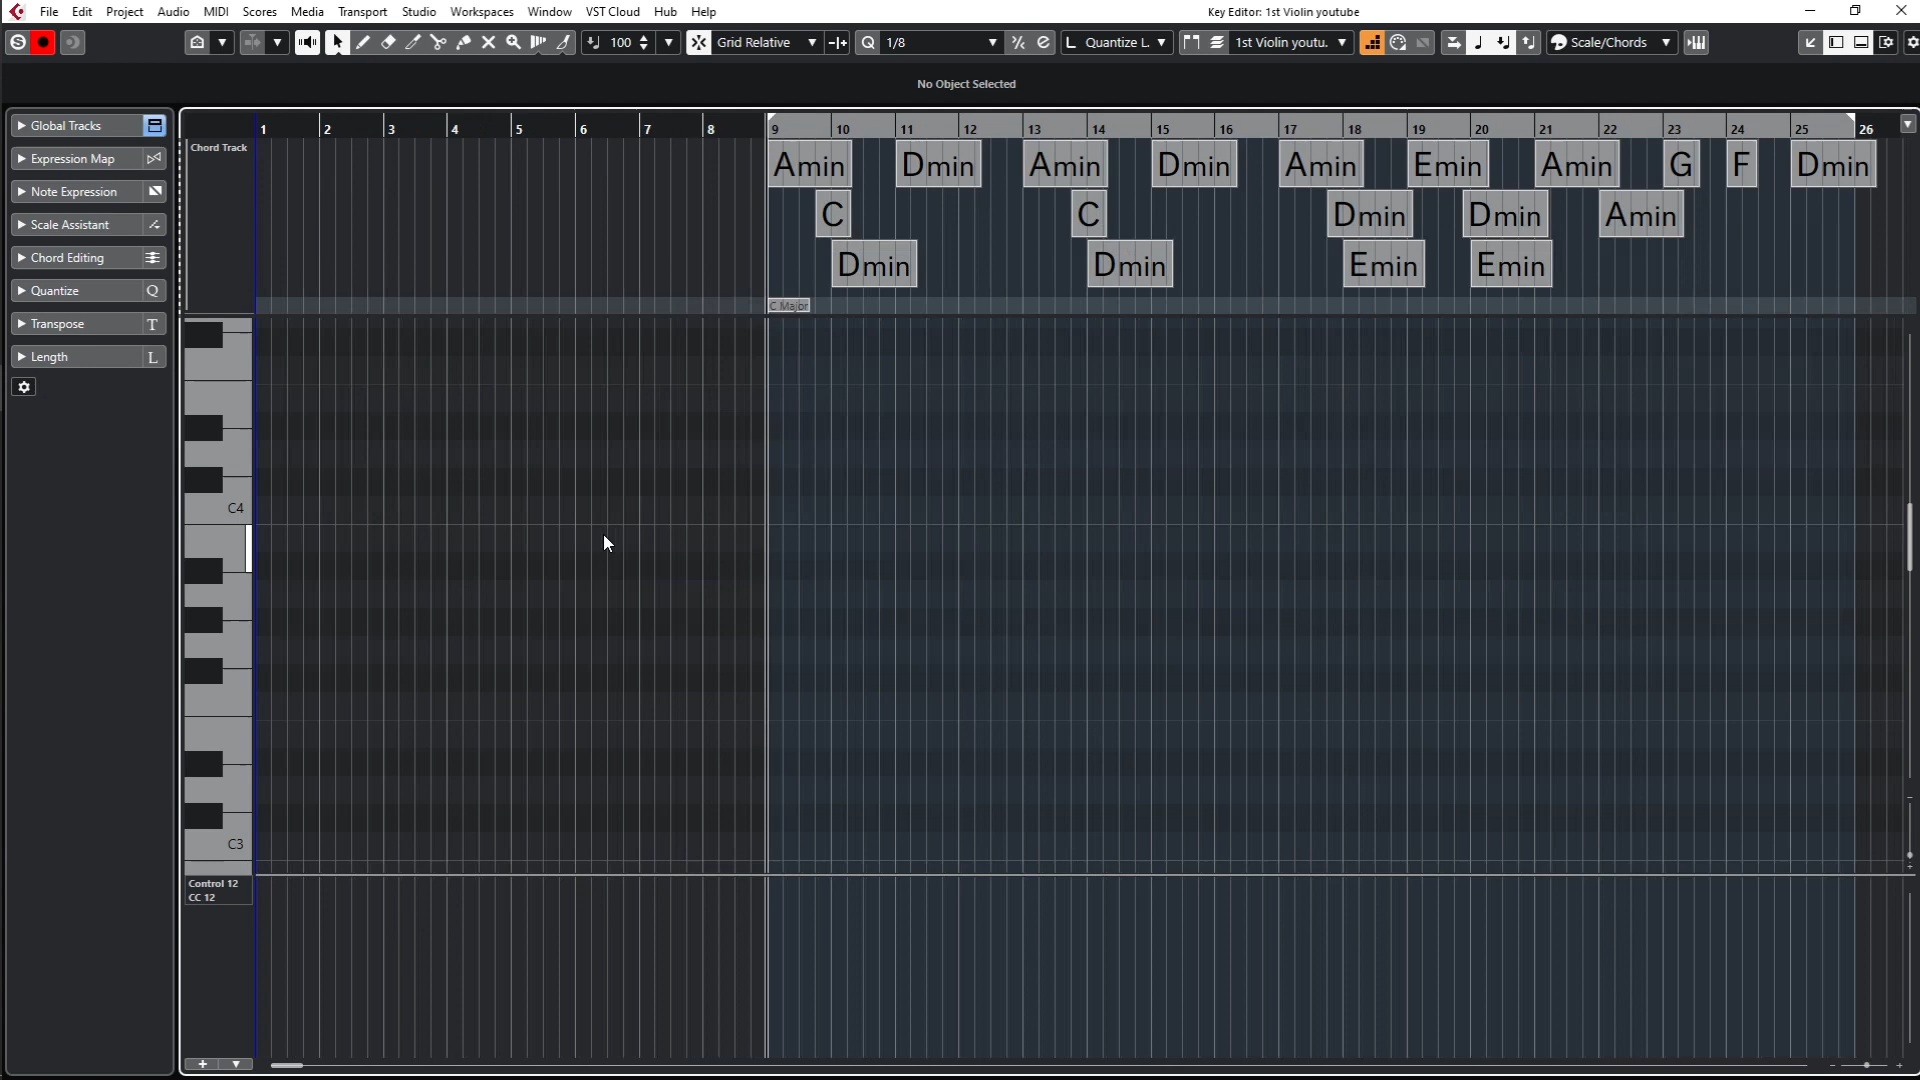 File Edit Project Audio MIDI Scores Media Transport Studio Workspaces Window VST Cloud Hub Help
Key Editor: 1st Violin youtube
100 Grid Relative 1/8 L Quantize L. 1st Violin youtu. Scale/Chords
No Object Selected
Global Tracks
Expression Map
Note Expression
Scale Assistant
Chord Editing
Quantize Q
Transpose T
Length L
1 2 3 4 5 6 7 8 9 10 11 12 13 14 15 16 17 18 19 20 21 22 23 24 25 26
Chord Track
Amin Dmin Amin Dmin Amin Emin Amin G F Dmin
C C Dmin Dmin Amin
Dmin Dmin Emin Emin
C Major
C4
C3
Control 12
CC 12